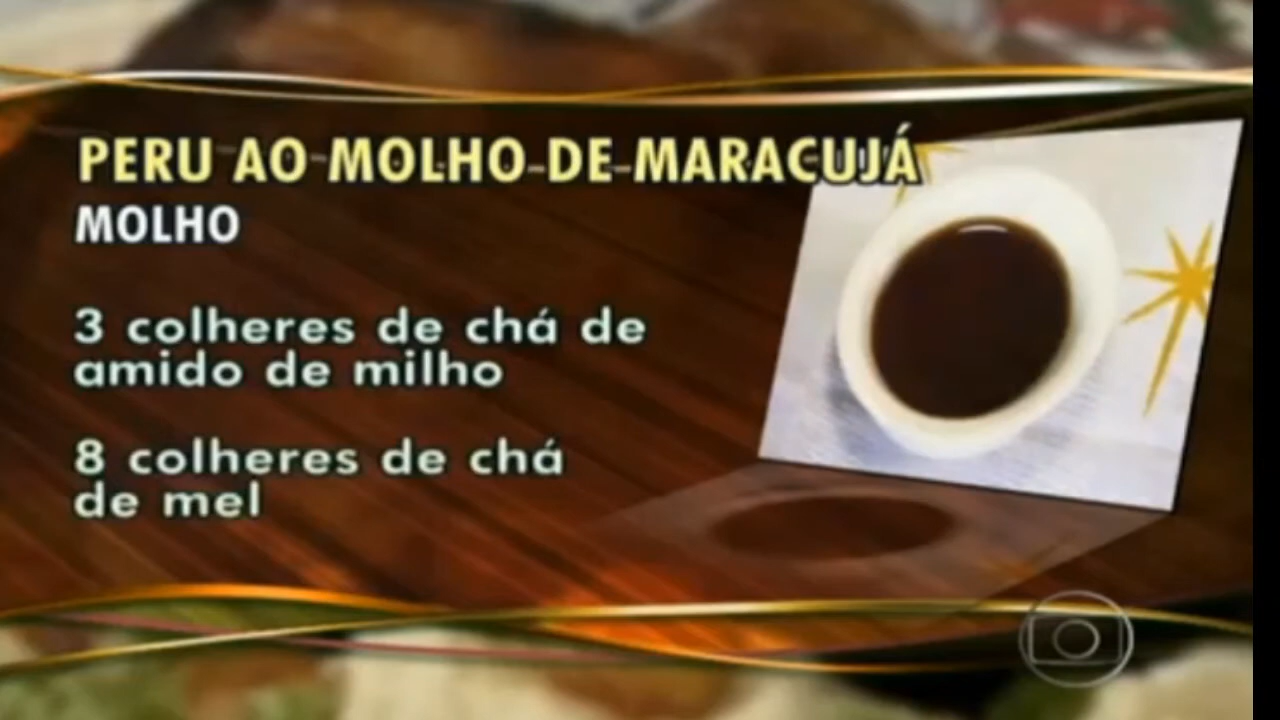 PERU AO MOLHO DE MARACUJÁ
MOLHO
3 colheres de chá de
amido de milho
8 colheres de chá
de mel